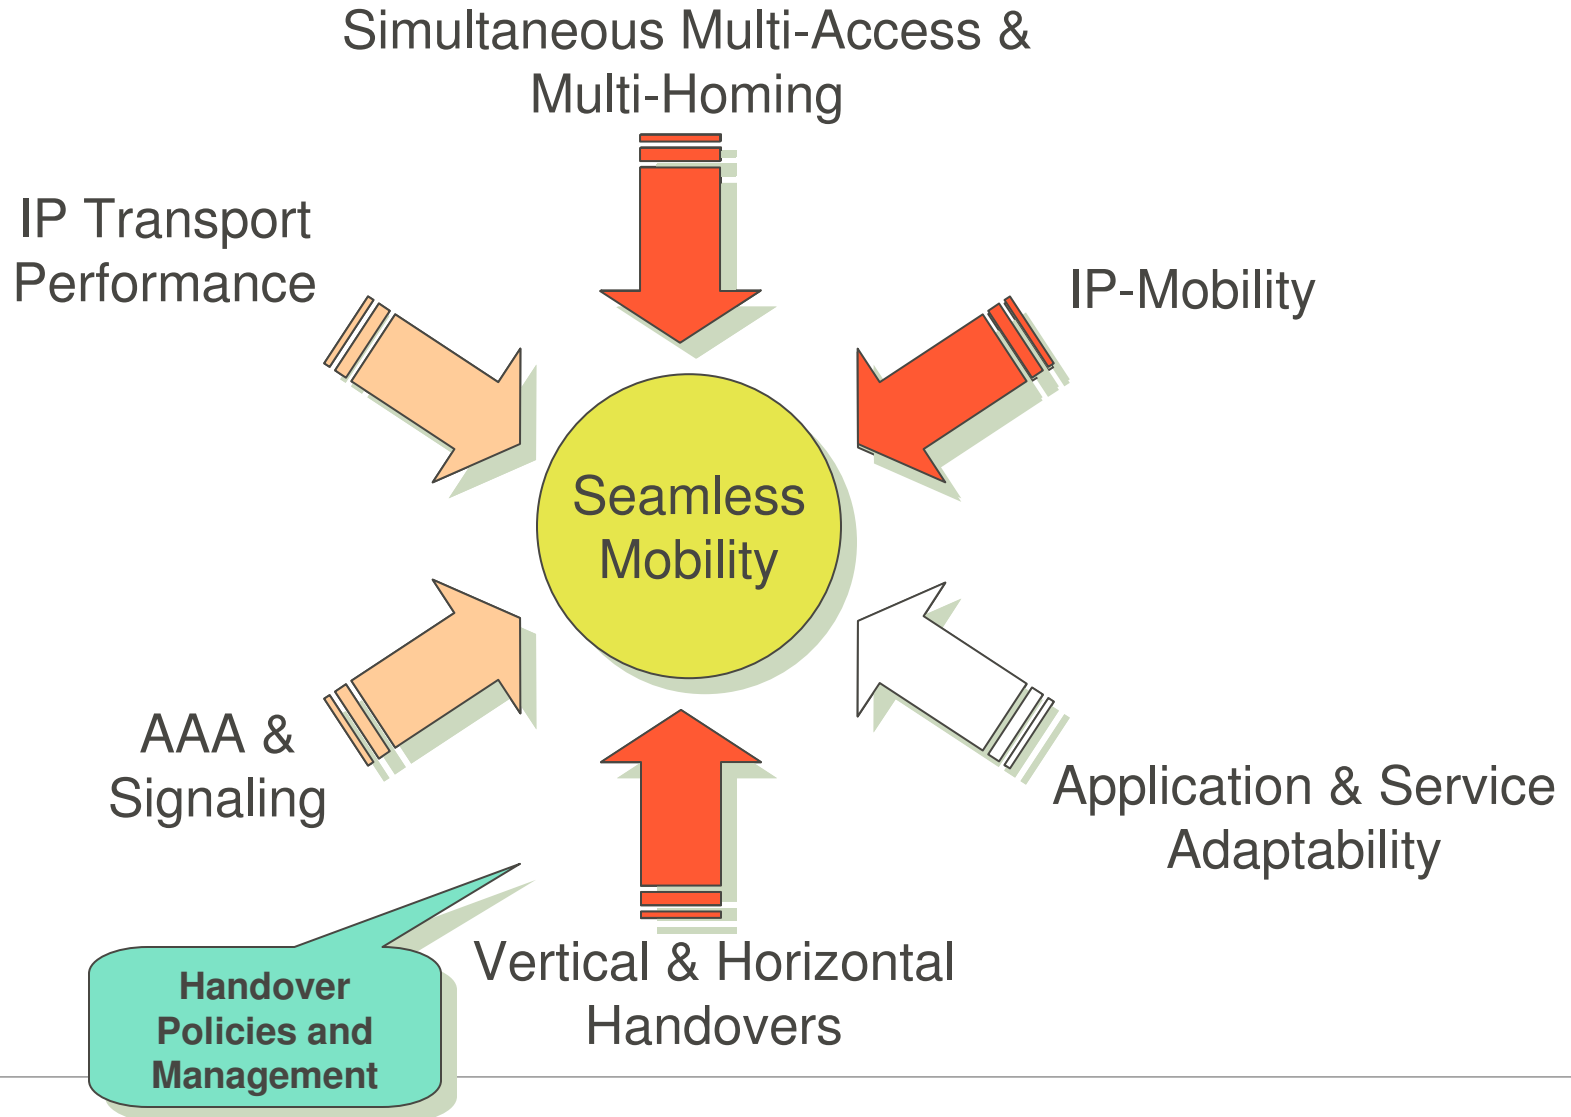 Simultaneous Multi-Access &
Multi-Homing
IP Transport
Performance
IP-Mobility
Seamless
Mobility
AAA &
Signaling
Application & Service
Adaptability
Vertical & Horizontal
Handovers
Handover
Policies and
Management